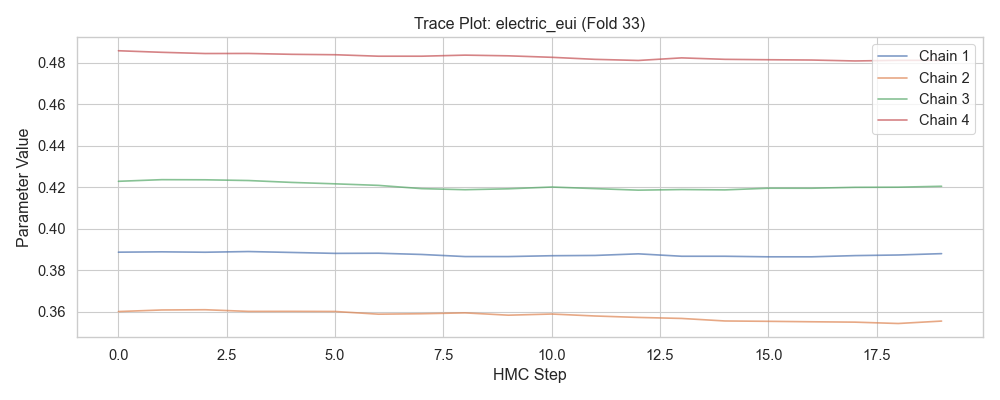 Trace Plot: electric_eui (Fold 33)
Parameter Value
0.48
0.46
0.44
0.42
0.40
0.38
0.36
Chain 1
Chain 2
Chain 3
Chain 4
0.0 2.5 5.0 7.5 10.0 12.5 15.0 17.5
HMC Step